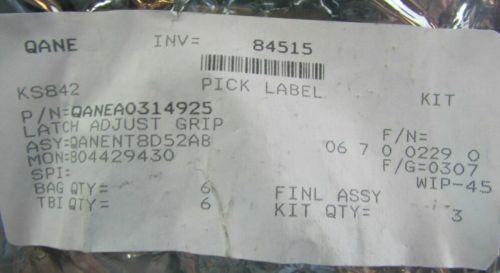 QANE INV= 84515
KS842 PICK LABEL KIT
P/N=QANEA0314925
LATCH ADJUST GRIP F/N=
ASY=QANENT8D52A8 06 7 0 0229 0
MON=804429430 F/G=0307
SPI= WIP-45
BAG QTY= 6 FINL ASSY
TBI QTY= 6 KIT QTY= 3